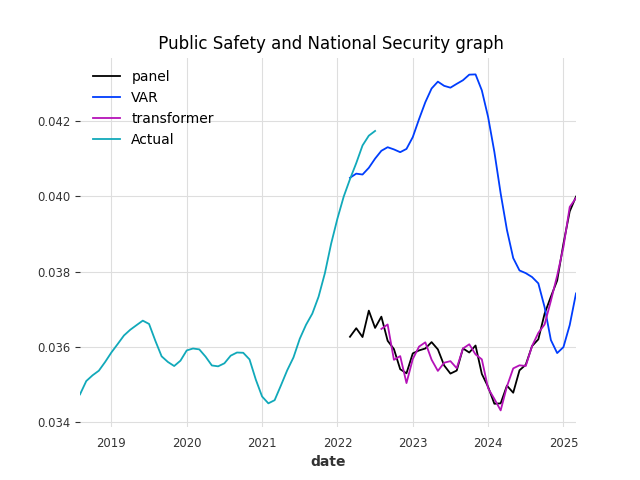 Public Safety and National Security graph
panel
VAR
transformer
Actual
0.042
0.040
0.038
0.036
0.034
2019 2020 2021 2022 2023 2024 2025
date